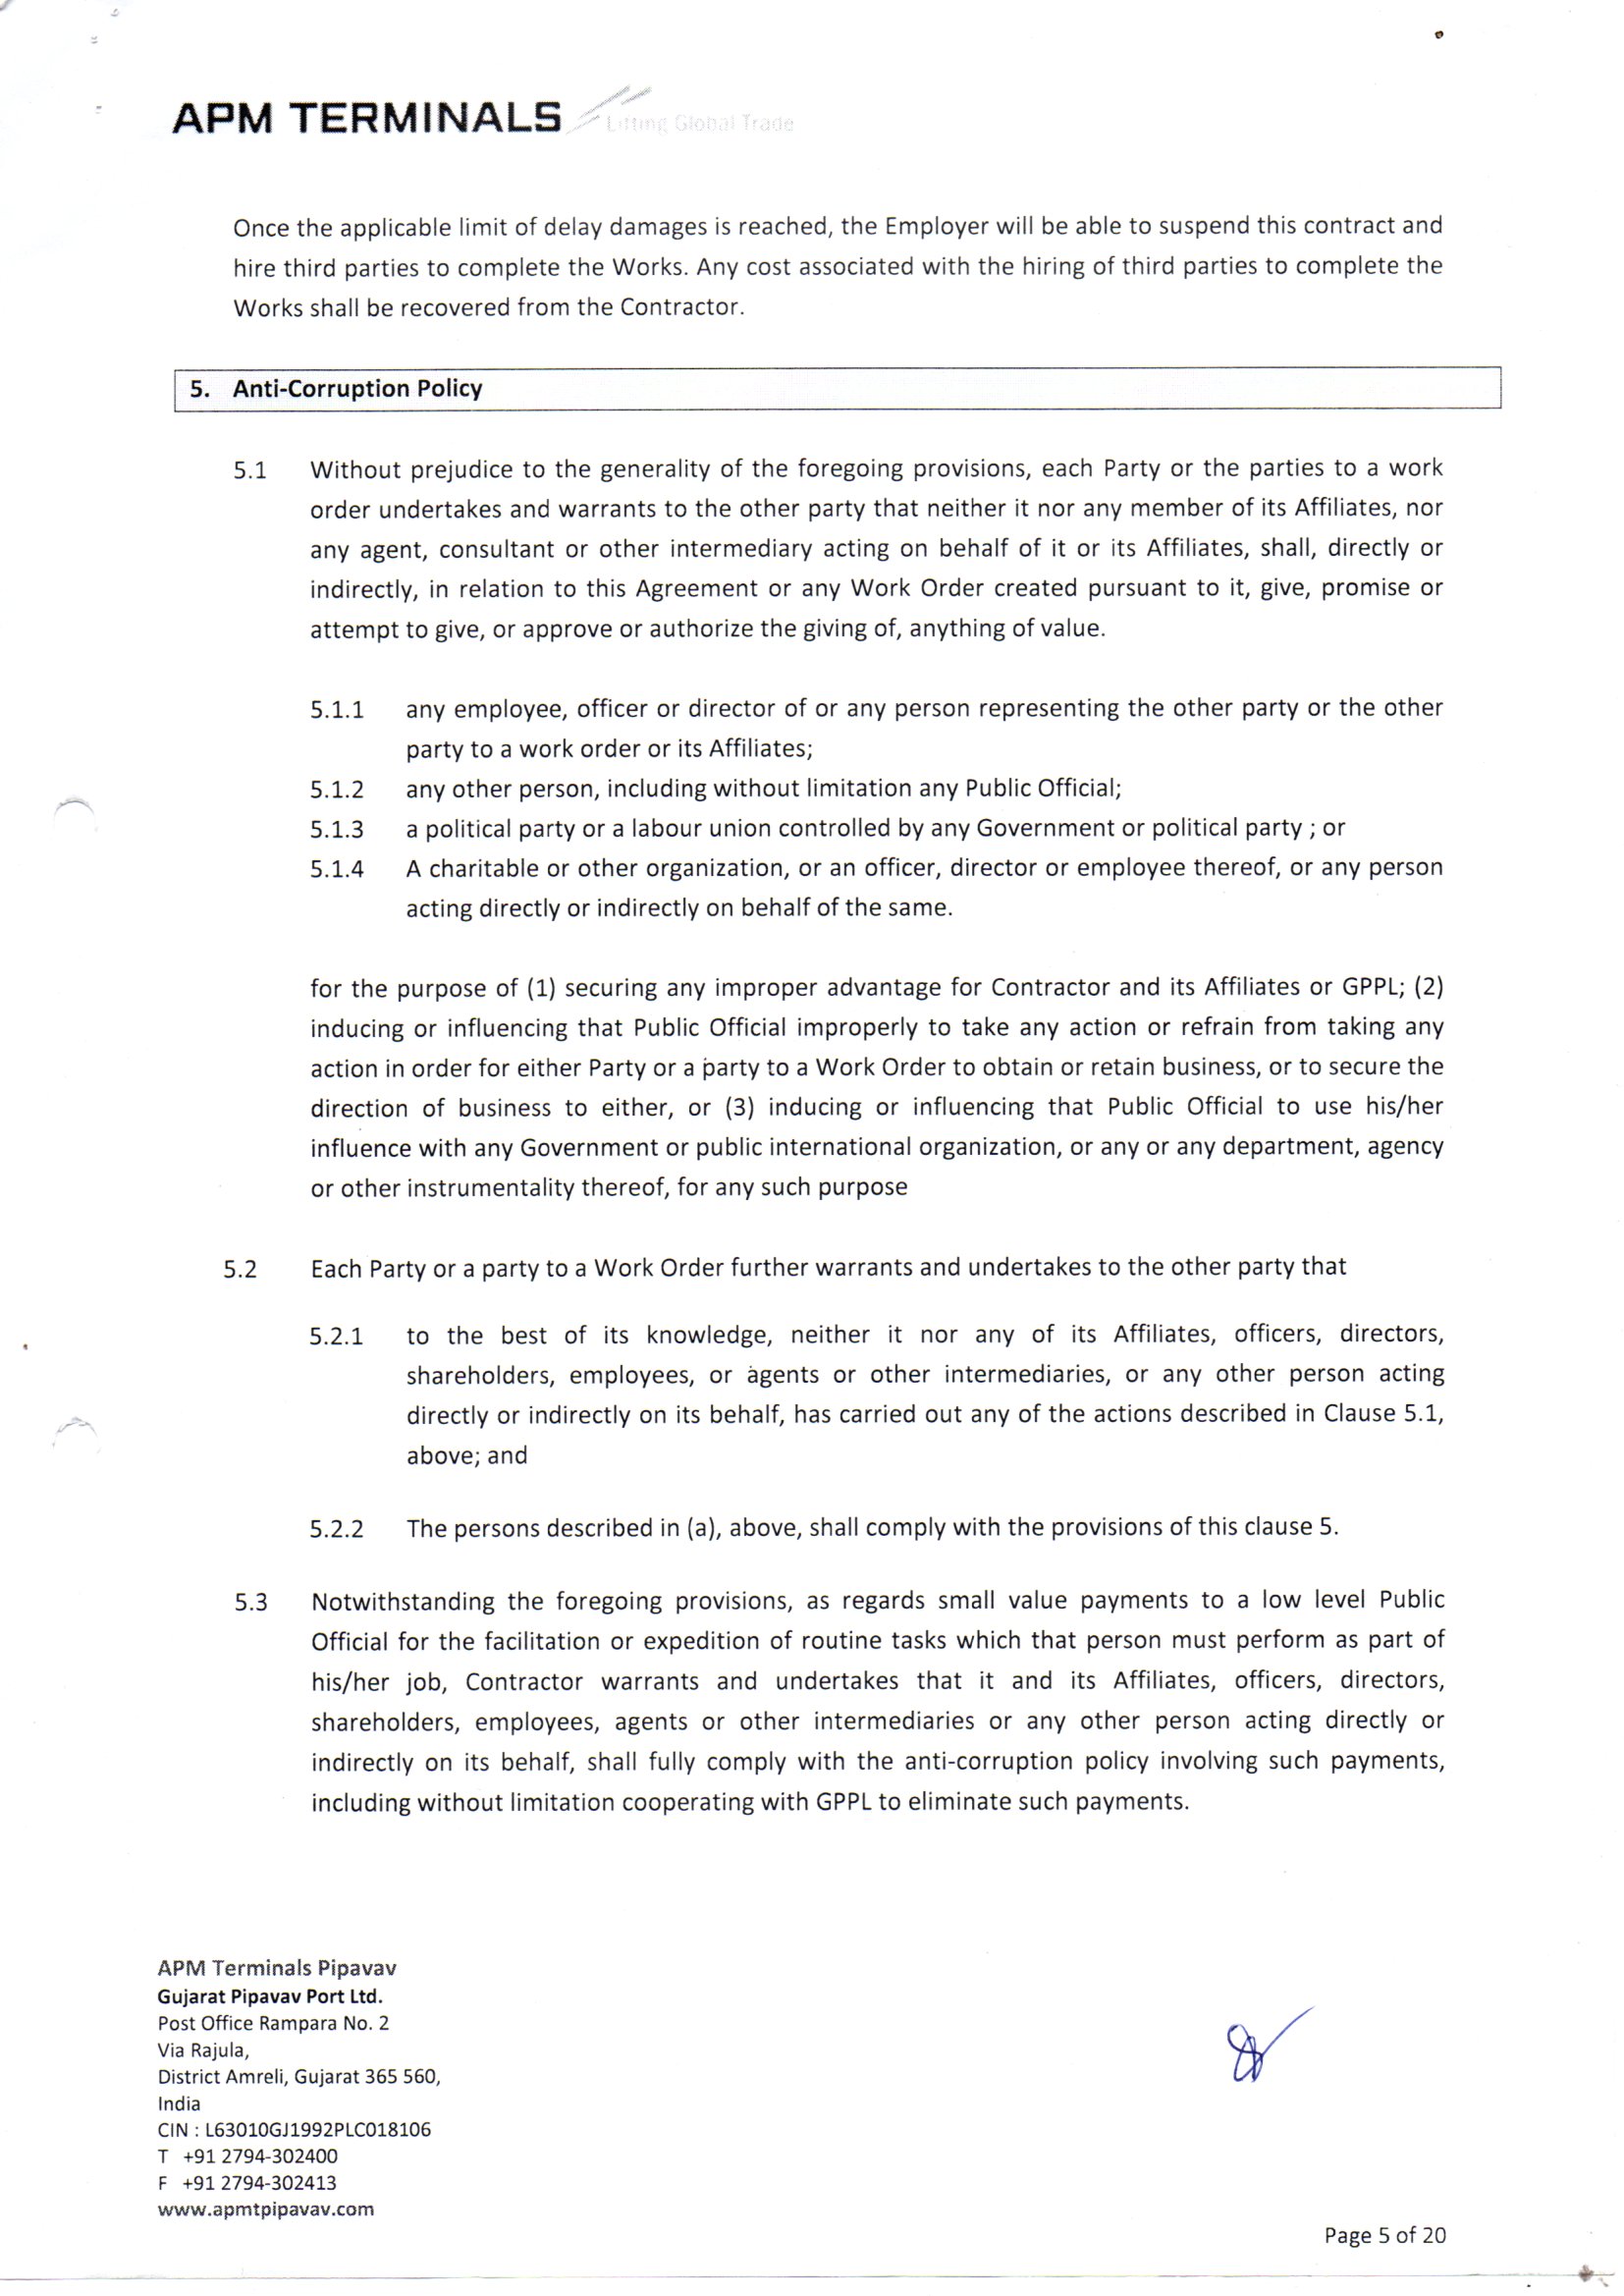 APM TERMINALS Lifting Global Trade
Once the applicable limit of delay damages is reached, the Employer will be able to suspend this contract and
hire third parties to complete the Works. Any cost associated with the hiring of third parties to complete the
Works shall be recovered from the Contractor.
5. Anti-Corruption Policy
5.1 Without prejudice to the generality of the foregoing provisions, each Party or the parties to a work
order undertakes and warrants to the other party that neither it nor any member of its Affiliates, nor
any agent, consultant or other intermediary acting on behalf of it or its Affiliates, shall, directly or
indirectly, in relation to this Agreement or any Work Order created pursuant to it, give, promise or
attempt to give, or approve or authorize the giving of, anything of value.
5.1.1 any employee, officer or director of or any person representing the other party or the other
party to a work order or its Affiliates;
5.1.2 any other person, including without limitation any Public Official;
5.1.3 a political party or a labour union controlled by any Government or political party ; or
5.1.4 A charitable or other organization, or an officer, director or employee thereof, or any person
acting directly or indirectly on behalf of the same.
for the purpose of (1) securing any improper advantage for Contractor and its Affiliates or GPPL; (2)
inducing or influencing that Public Official improperly to take any action or refrain from taking any
action in order for either Party or a party to a Work Order to obtain or retain business, or to secure the
direction of business to either, or (3) inducing or influencing that Public Official to use his/her
influence with any Government or public international organization, or any or any department, agency
or other instrumentality thereof, for any such purpose
5.2 Each Party or a party to a Work Order further warrants and undertakes to the other party that
5.2.1 to the best of its knowledge, neither it nor any of its Affiliates, officers, directors,
shareholders, employees, or agents or other intermediaries, or any other person acting
directly or indirectly on its behalf, has carried out any of the actions described in Clause 5.1,
above; and
5.2.2 The persons described in (a), above, shall comply with the provisions of this clause 5.
5.3 Notwithstanding the foregoing provisions, as regards small value payments to a low level Public
Official for the facilitation or expedition of routine tasks which that person must perform as part of
his/her job, Contractor warrants and undertakes that it and its Affiliates, officers, directors,
shareholders, employees, agents or other intermediaries or any other person acting directly or
indirectly on its behalf, shall fully comply with the anti-corruption policy involving such payments,
including without limitation cooperating with GPPL to eliminate such payments.
APM Terminals Pipavav
Gujarat Pipavav Port Ltd.
Post Office Rampara No. 2
Via Rajula,
District Amreli, Gujarat 365 560,
India
CIN : L63010GJ1992PLC018106
T +91 2794-302400
F +91 2794-302413
www.apmtpipavav.com
Page 5 of 20